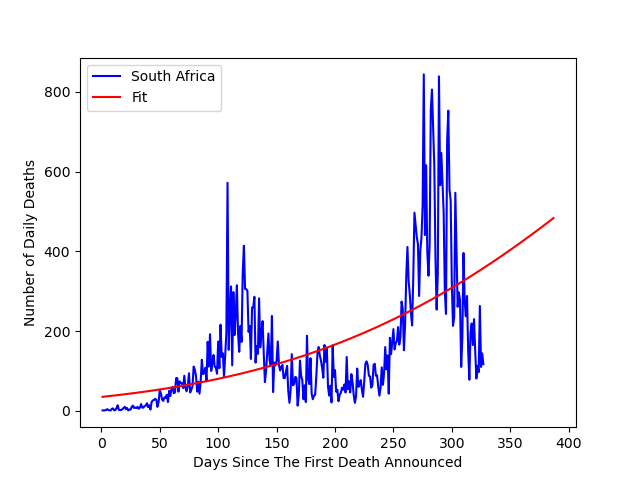 South Africa
Fit
800
600
400
200
0
Number of Daily Deaths
0 50 100 150 200 250 300 350 400
Days Since The First Death Announced